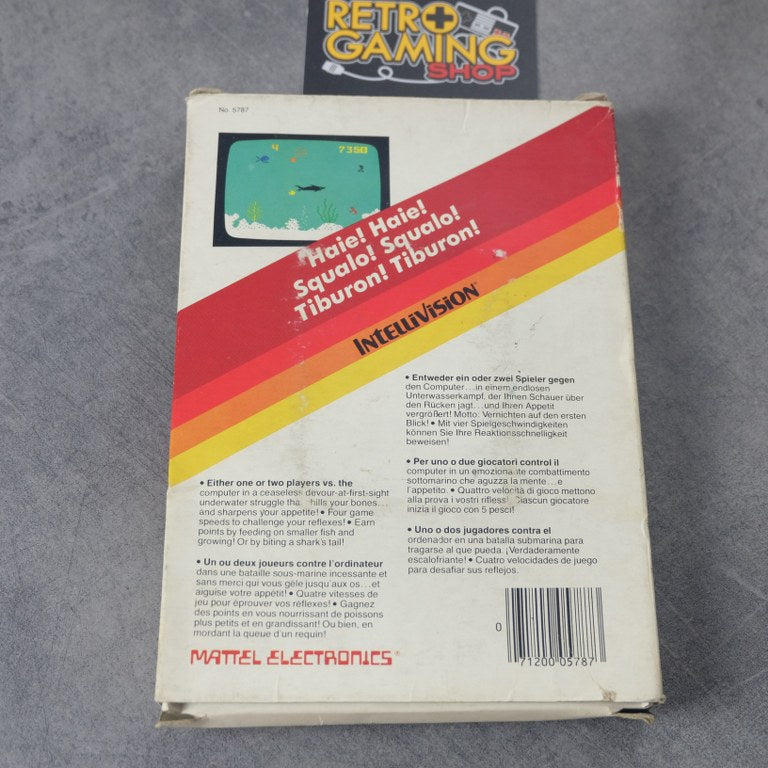 RETRO
GAMING
SHOP
No. 5787
4 7350
Haie! Haie!
Squalo! Squalo!
Tiburon! Tiburon!
INTELLIVISION
• Either one or two players vs. the
computer in a ceaseless devour-at-first-sight
underwater struggle that chills your bones...
and sharpens your appetite! • Four game
speeds to challenge your reflexes! • Earn
points by feeding on smaller fish and
growing! Or by biting a shark's tail!
• Un ou deux joueurs contre l'ordinateur
dans une bataille sous-marine incessante et
sans merci qui vous gèle jusqu'aux os...et
aiguise votre appétit! • Quatre vitesses de
jeu pour éprouver vos réflexes! • Gagnez
des points en vous nourrissant de poissons
plus petits et en grandissant! Ou bien, en
mordant la queue d'un requin!
MATTEL ELECTRONICS®
• Entweder ein oder zwei Spieler gegen
den Computer...in einem endlosen
Unterwasserkampf, der Ihnen Schauer über
den Rücken jagt...und Ihren Appetit
vergrößert! Motto: Vernichten auf den ersten
Blick! • Mit vier Spielgeschwindigkeiten
können Sie Ihre Reaktionsschnelligkeit
beweisen!
• Per uno o due giocatori control il
computer in un emozionante combattimento
sottomarino che aguzza la mente...e
l'appetito. • Quattro velocità di gioco mettono
alla prova i vostri riflessi. Ciascun giocatore
inizia il gioco con 5 pesci!
• Uno o dos jugadores contra el
ordenador en una batalla submarina para
tragarse al que pueda. ¡Verdaderamente
escalofriante! • Cuatro velocidades de juego
para desafiar sus reflejos.
0 71200 05787